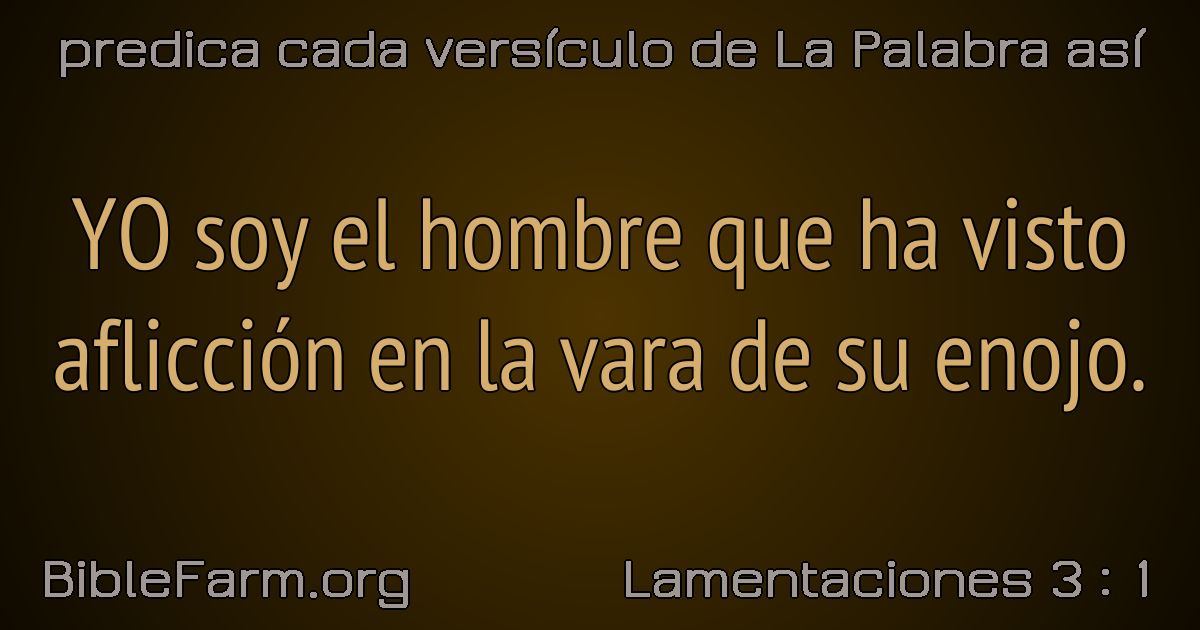 predica cada versículo de La Palabra así
YO soy el hombre que ha visto
aflicción en la vara de su enojo.
BibleFarm.org
Lamentaciones 3 : 1